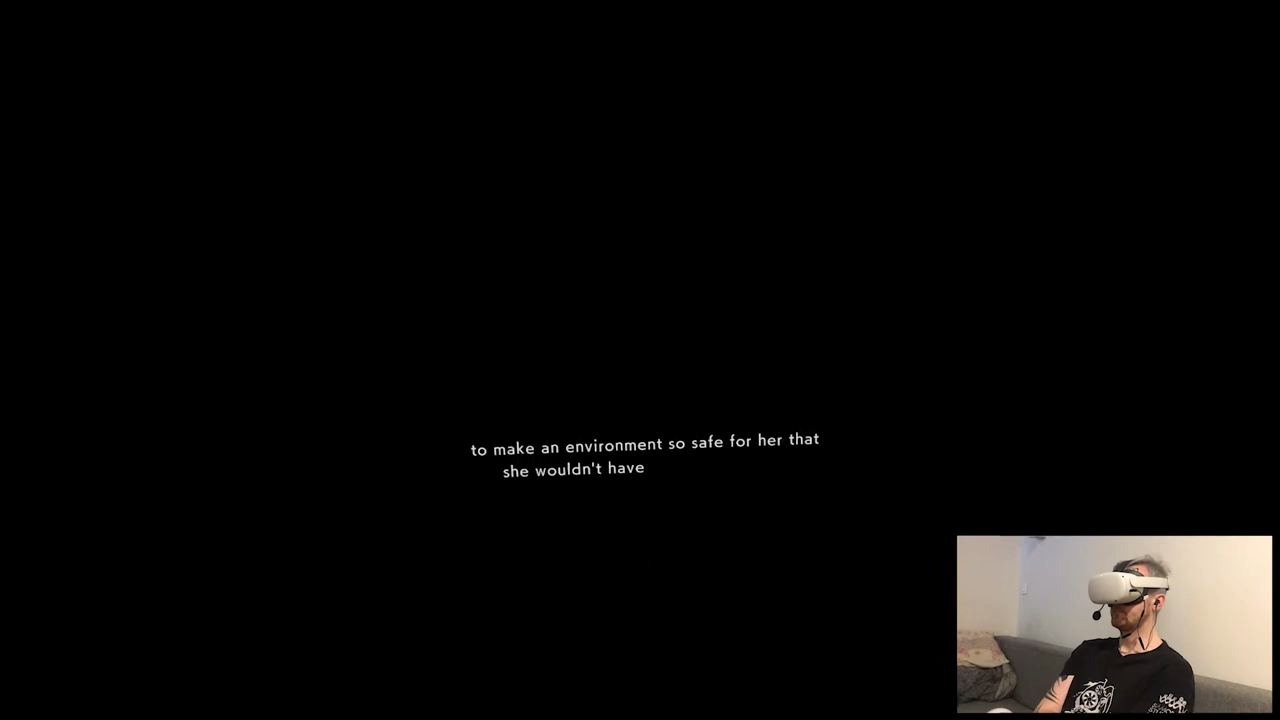 to make an environment so safe for her that
she wouldn't have